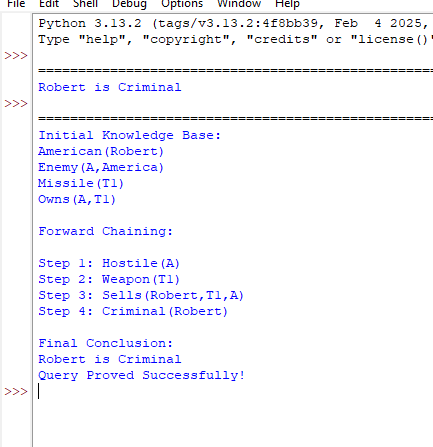 File Edit Shell Debug Options Window Help
Python 3.13.2 (tags/v3.13.2:4f8bb39, Feb  4 2025,
Type "help", "copyright", "credits" or "license()"
>>>
==================================================
Robert is Criminal
>>>
==================================================
Initial Knowledge Base:
American(Robert)
Enemy(A,America)
Missile(T1)
Owns(A,T1)
Forward Chaining:
Step 1: Hostile(A)
Step 2: Weapon(T1)
Step 3: Sells(Robert,T1,A)
Step 4: Criminal(Robert)
Final Conclusion:
Robert is Criminal
Query Proved Successfully!
>>>